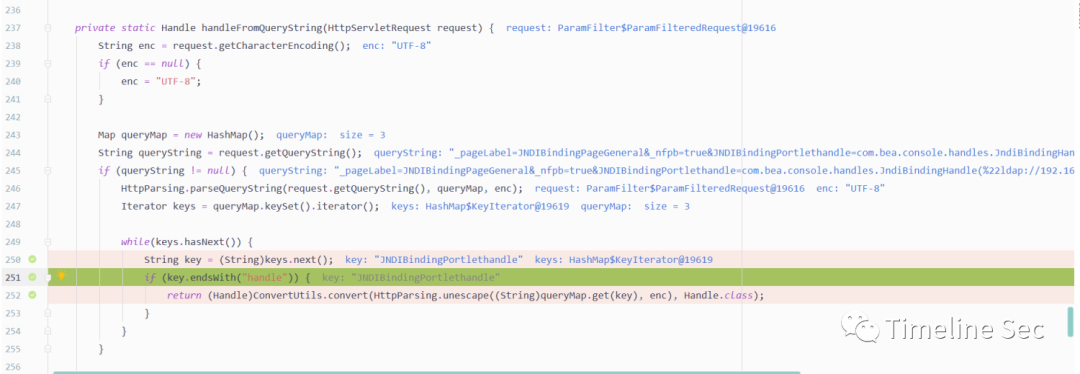 236
237 private static Handle handleFromQueryString(HttpServletRequest request) { request: ParamFilter$ParamFilteredRequest@19616
238 String enc = request.getCharacterEncoding(); enc: "UTF-8"
239 if (enc == null) {
240 enc = "UTF-8";
241 }
242
243 Map queryMap = new HashMap(); queryMap: size = 3
244 String queryString = request.getQueryString(); queryString: "_pageLabel=JNDIBindingPageGeneral&_nfpb=true&JNDIBindingPortlethandle=com.bea.console.handles.JndiBindingHan
245 if (queryString != null) { queryString: "_pageLabel=JNDIBindingPageGeneral&_nfpb=true&JNDIBindingPortlethandle=com.bea.console.handles.JndiBindingHandle(%22ldap://192.16
246 HttpParsing.parseQueryString(request.getQueryString(), queryMap, enc); request: ParamFilter$ParamFilteredRequest@19616 enc: "UTF-8"
247 Iterator keys = queryMap.keySet().iterator(); keys: HashMap$KeyIterator@19619 queryMap: size = 3
248
249 while(keys.hasNext()) {
250 String key = (String)keys.next(); key: "JNDIBindingPortlethandle" keys: HashMap$KeyIterator@19619
251 if (key.endsWith("handle")) { key: "JNDIBindingPortlethandle"
252 return (Handle)ConvertUtils.convert(HttpParsing.unescape((String)queryMap.get(key), enc), Handle.class);
253 }
254 }
255 }
256
Timeline Sec